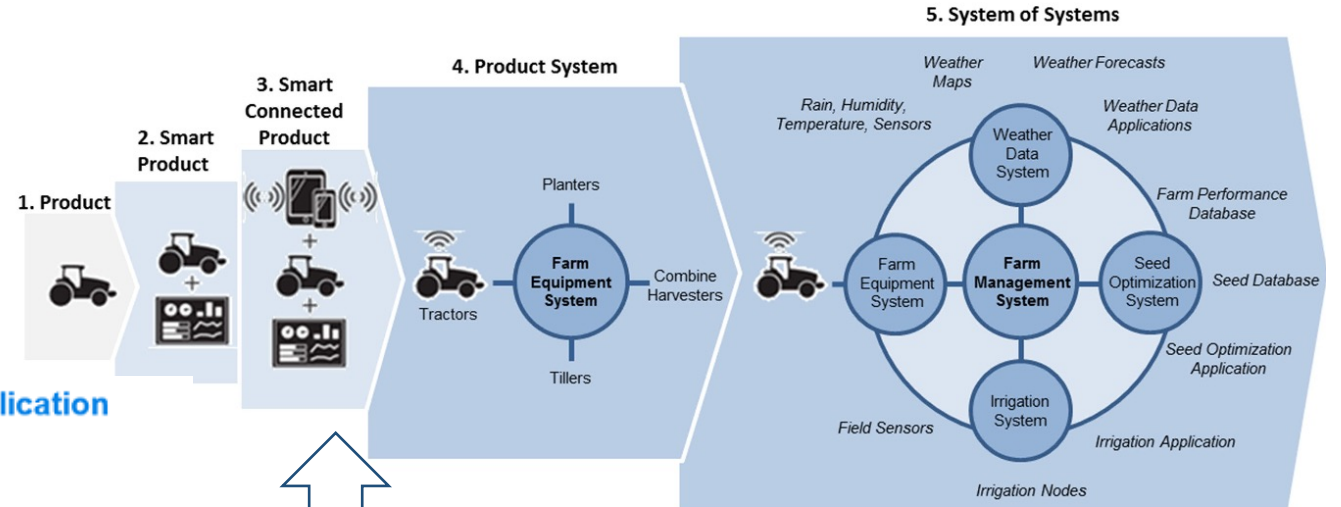 5. System of Systems
4. Product System
3. Smart
Connected
Product
2. Smart
Product
1. Product
+
+
+
Planters
Farm
Equipment
System
Tractors
Combine
Harvesters
Tillers
Weather
Maps
Weather Forecasts
Rain, Humidity,
Temperature, Sensors
Weather Data
Applications
Weather
Data
System
Farm Performance
Database
Farm
Equipment
System
Farm
Management
System
Seed
Optimization
System
Seed Database
Seed Optimization
Application
Irrigation
System
Field Sensors
Irrigation Application
Irrigation Nodes
lication